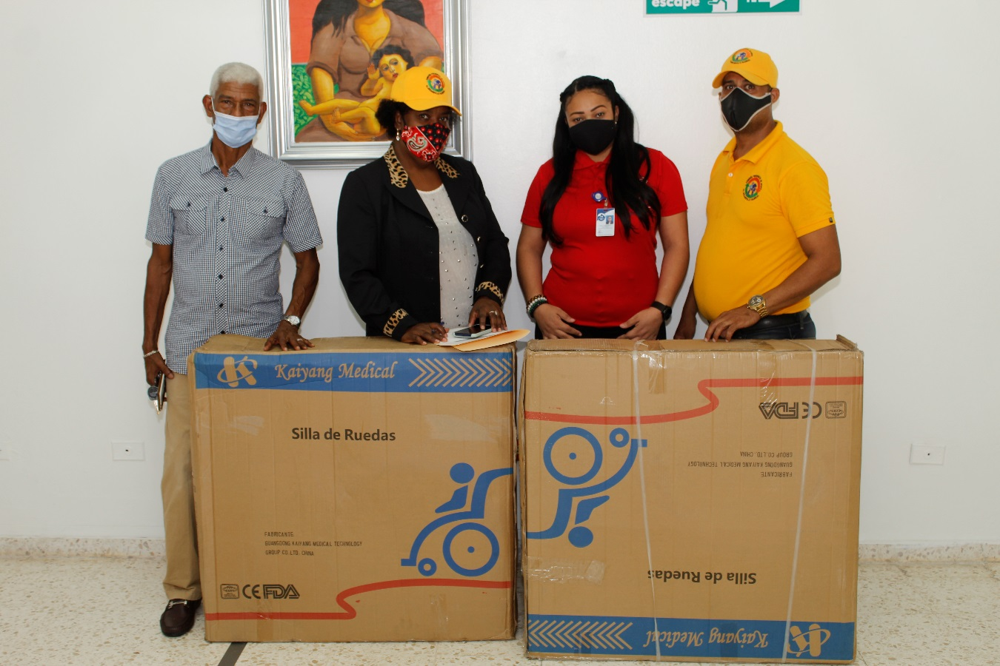 escape
Kaiyang Medical
Silla de Ruedas
FABRICANTE:
GUANGDONG KAIYANG MEDICAL TECHNOLOGY
GROUP CO.LTD. CHINA
CE FDA
CE FDA
GROUP CO.LTD. CHINA
GUANGDONG KAIYANG MEDICAL TECHNOLOGY
FABRICANTE:
Silla de Ruedas
Kaiyang Medical